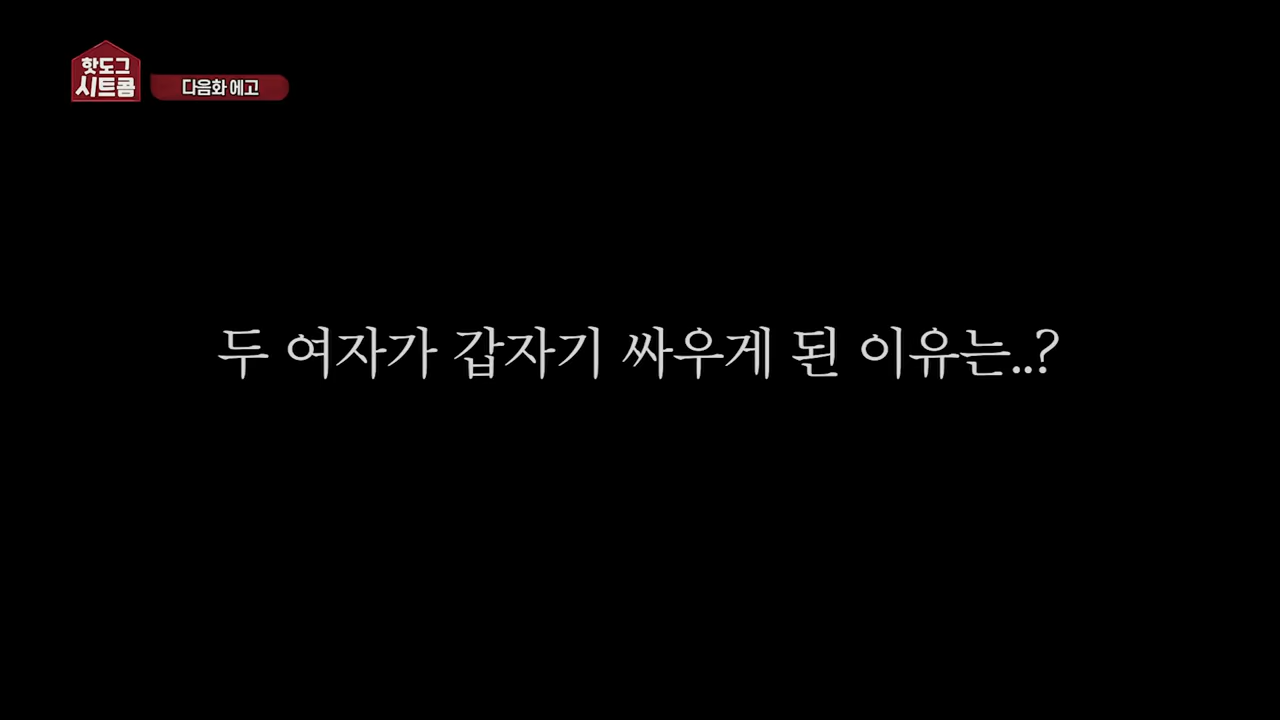 핫도그
시트콤
다음화 에고
두 여자가 갑자기 싸우게 된 이유는..?